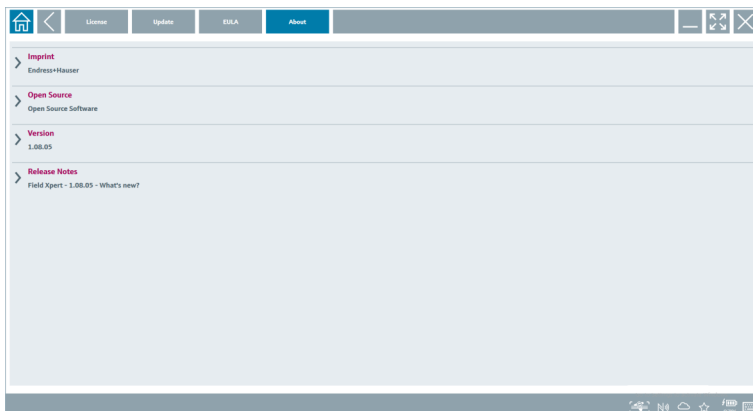 License
Update
EULA
About
Imprint
Endress+Hauser
Open Source
Open Source Software
Version
1.08.05
Release Notes
Field Xpert - 1.08.05 - What's new?